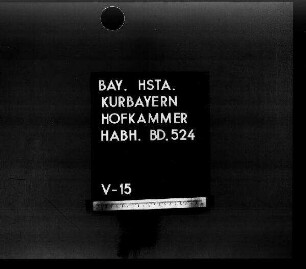 BAY. HSTA.
KURBAYERN
HOFKAMMER
HABH. BD. 524
V-15